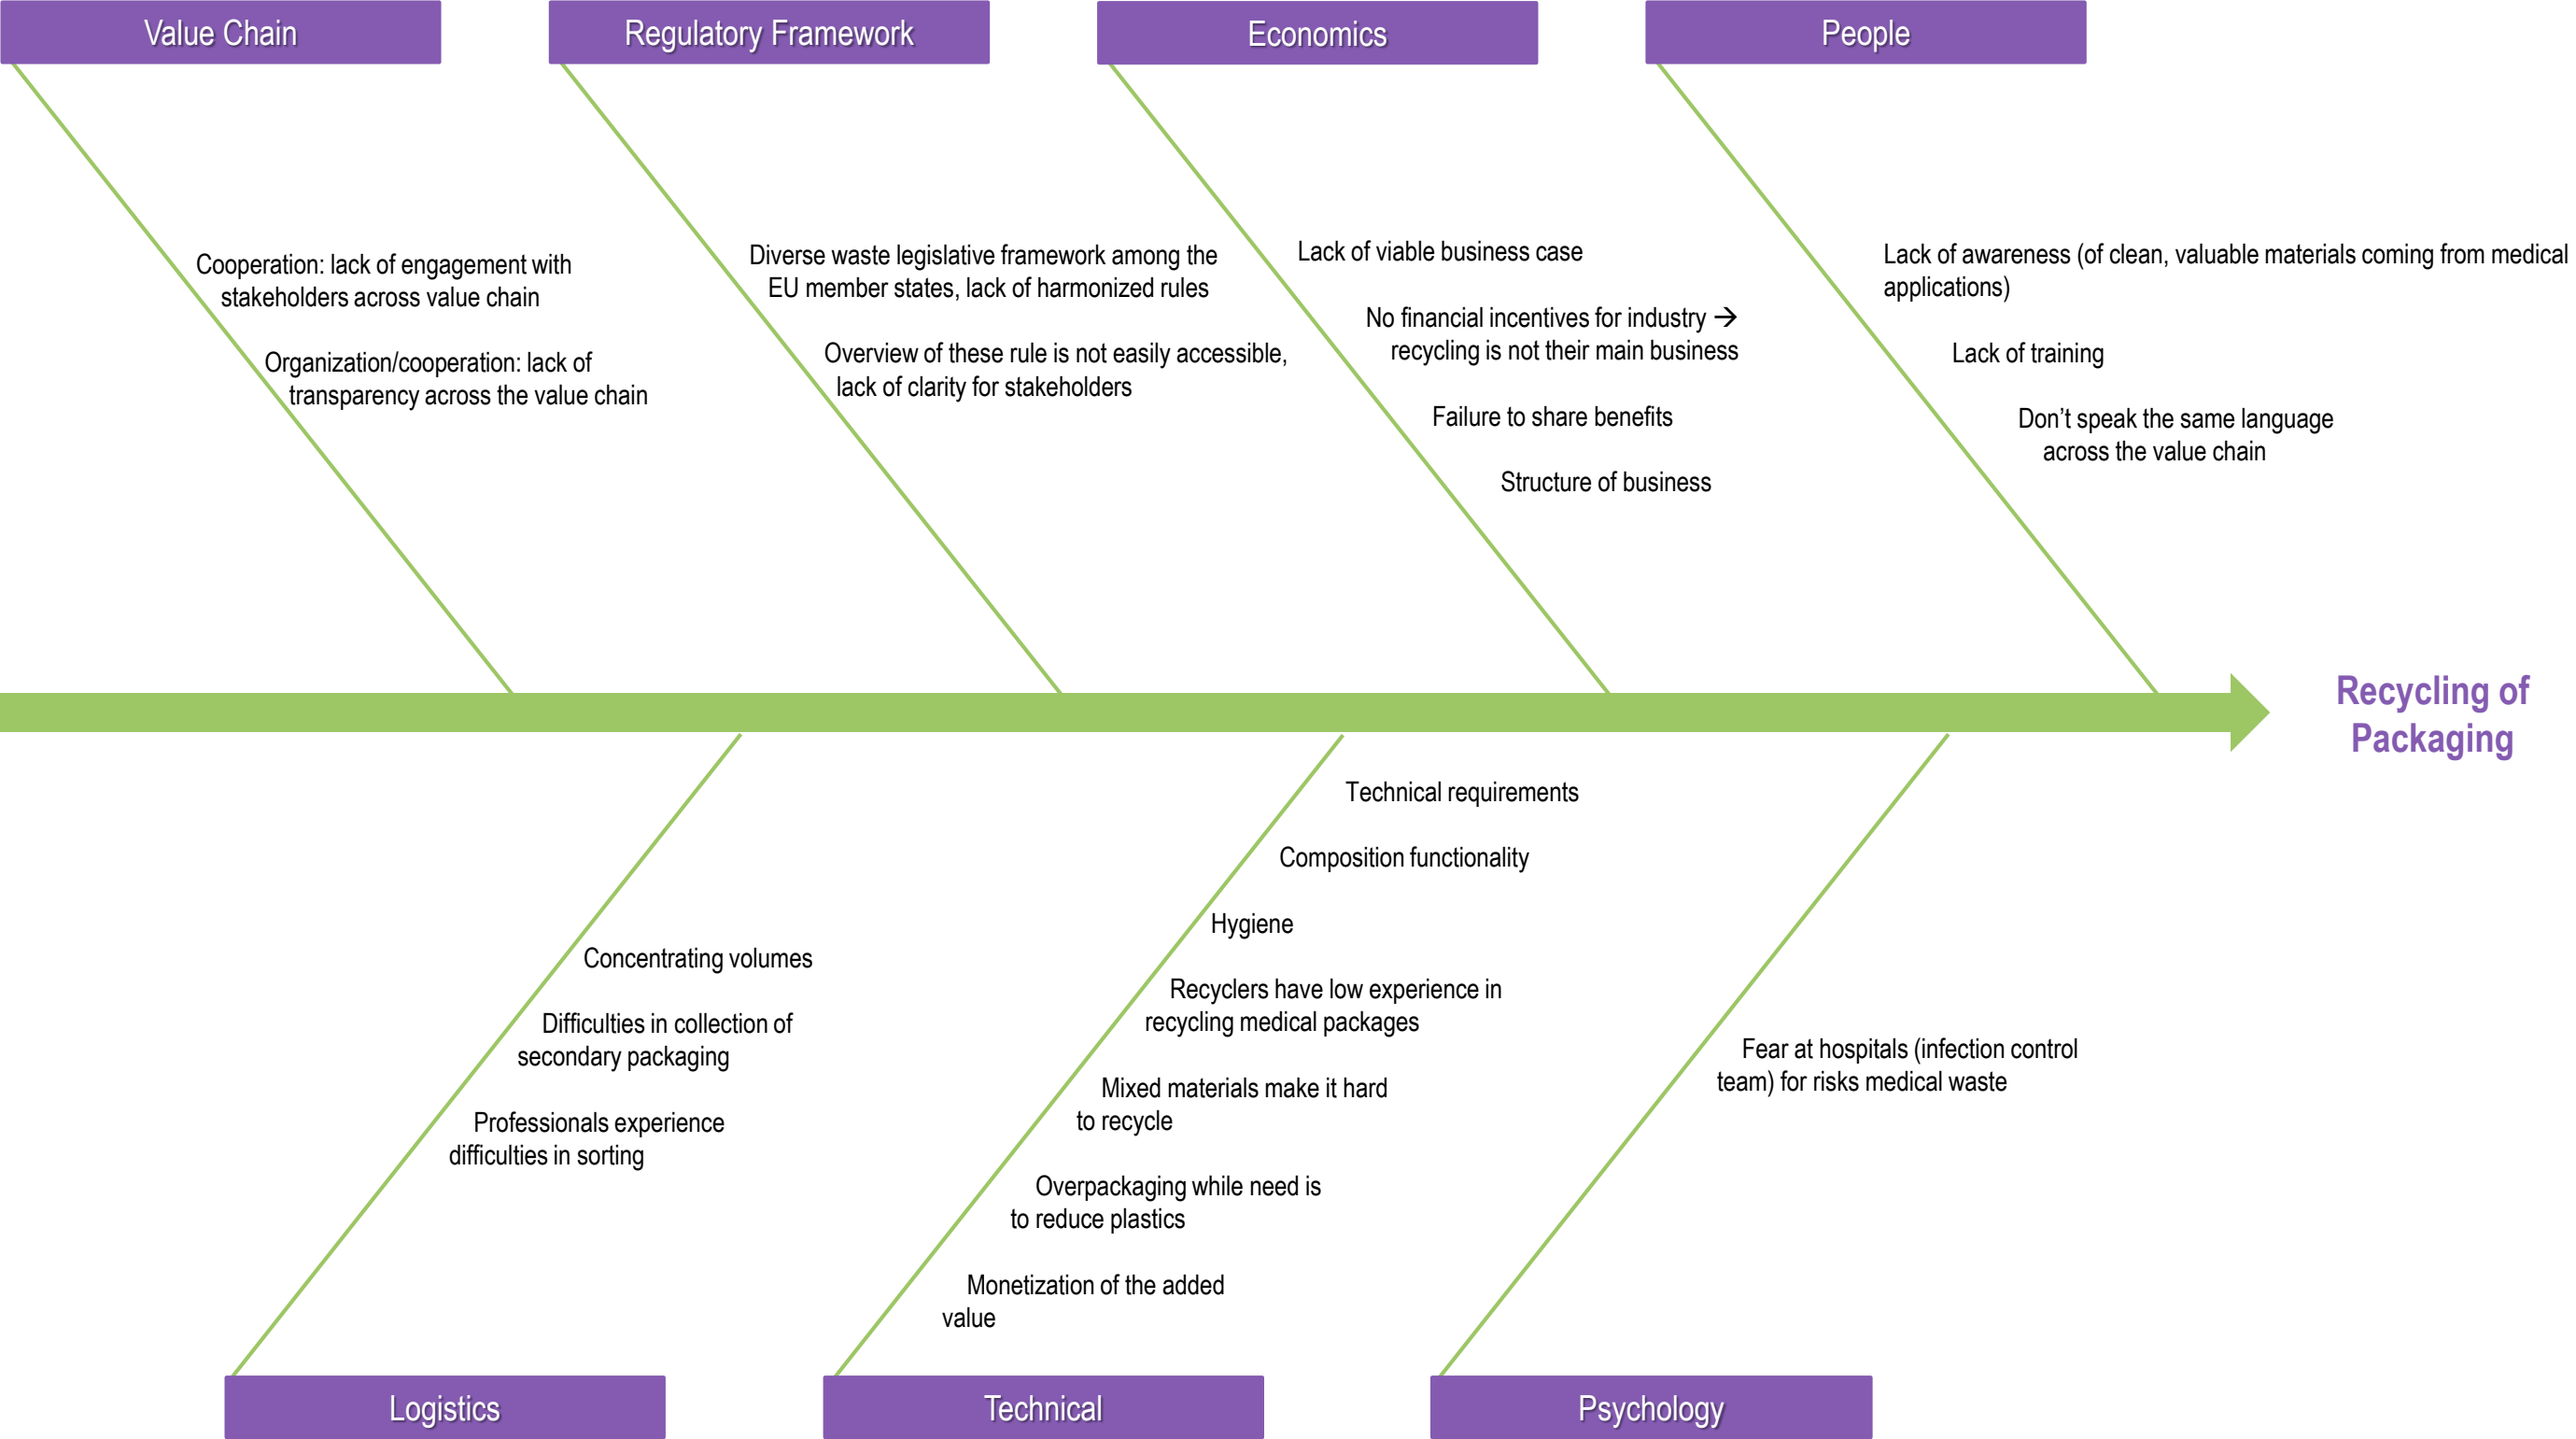 Value Chain
Regulatory Framework
Economics
People
Cooperation: lack of engagement with
stakeholders across value chain
Organization/cooperation: lack of
transparency across the value chain
Diverse waste legislative framework among the
EU member states, lack of harmonized rules
Overview of these rule is not easily accessible,
lack of clarity for stakeholders
Lack of viable business case
No financial incentives for industry →
recycling is not their main business
Failure to share benefits
Structure of business
Lack of awareness (of clean, valuable materials coming from medical
applications)
Lack of training
Don’t speak the same language
across the value chain
Recycling of
Packaging
Concentrating volumes
Difficulties in collection of
secondary packaging
Professionals experience
difficulties in sorting
Technical requirements
Composition functionality
Hygiene
Recyclers have low experience in
recycling medical packages
Mixed materials make it hard
to recycle
Overpackaging while need is
to reduce plastics
Monetization of the added
value
Fear at hospitals (infection control
team) for risks medical waste
Logistics
Technical
Psychology